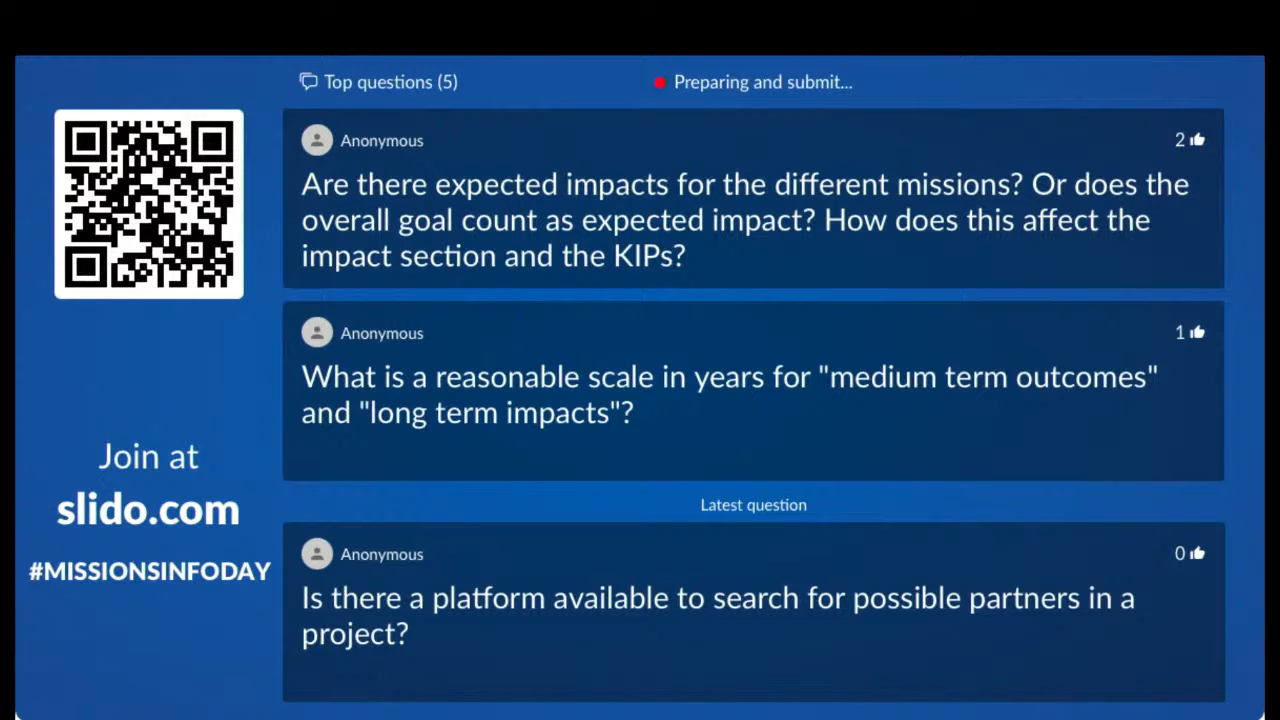 Top questions (5)
Preparing and submit...
Anonymous
2
Are there expected impacts for the different missions? Or does the
overall goal count as expected impact? How does this affect the
impact section and the KIPs?
Anonymous
1
What is a reasonable scale in years for "medium term outcomes"
and "long term impacts"?
Join at
slido.com
#MISSIONSINFODAY
Latest question
Anonymous
0
Is there a platform available to search for possible partners in a
project?